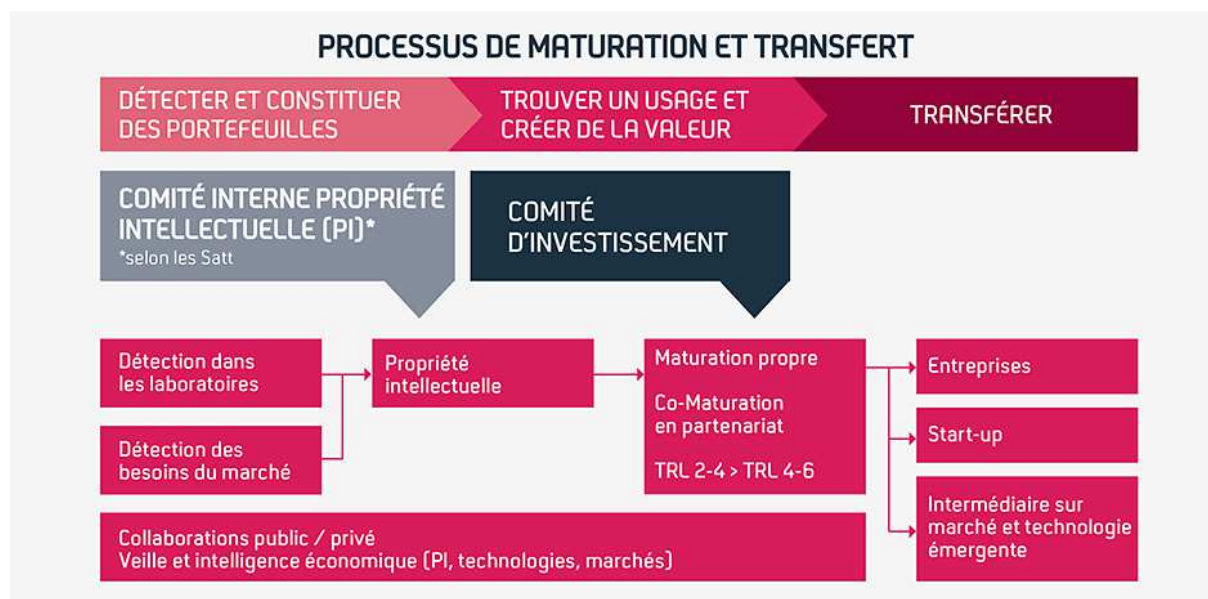 PROCESSUS DE MATURATION ET TRANSFERT
DÉTECTER ET CONSTITUER
DES PORTEFEUILLES
TROUVER UN USAGE ET
CRÉER DE LA VALEUR
TRANSFÉRER
COMITÉ INTERNE PROPRIÉTÉ
INTELLECTUELLE (PI)*
*selon les Satt
COMITÉ
D'INVESTISSEMENT
Détection dans
les laboratoires
Détection des
besoins du marché
Propriété
intellectuelle
Maturation propre
Co-Maturation
en partenariat
TRL 2-4 > TRL 4-6
Entreprises
Start-up
Intermédiaire sur
marché et technologie
émergente
Collaborations public / privé
Veille et intelligence économique (PI, technologies, marchés)